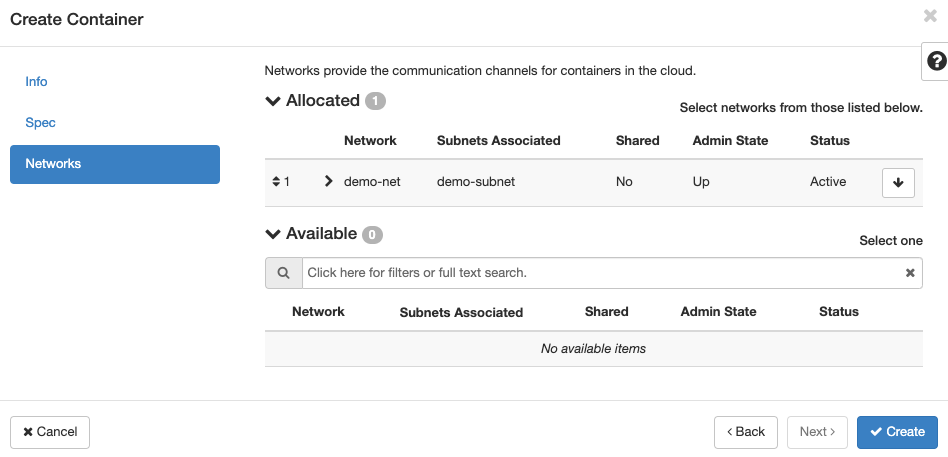 Create Container
Info
Spec
Networks
Networks provide the communication channels for containers in the cloud.
Allocated 1
Select networks from those listed below.
Network Subnets Associated Shared Admin State Status
1 demo-net demo-subnet No Up Active
Available 0
Select one
Click here for filters or full text search.
Network Subnets Associated Shared Admin State Status
No available items
Cancel
< Back Next > Create